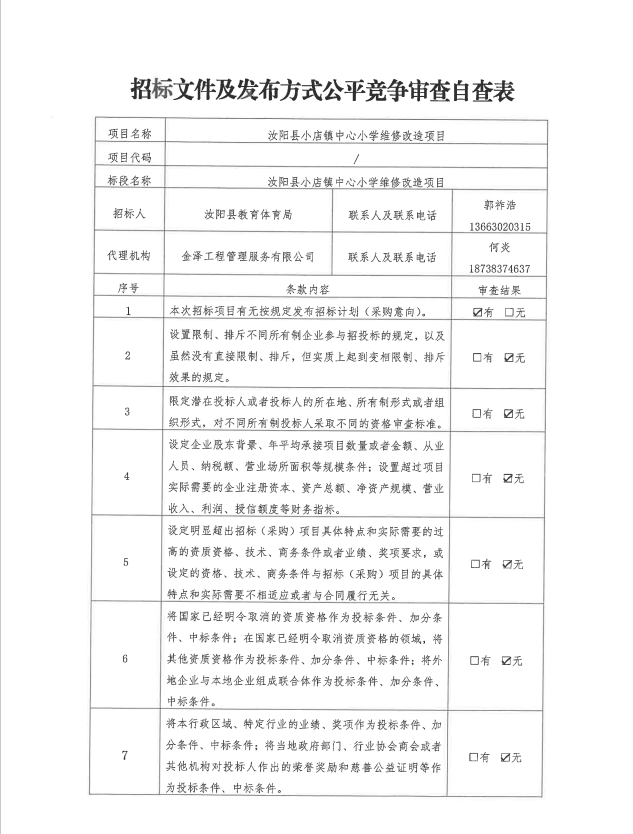 招标文件及发布方式公平竞争审查自查表
项目名称 汝阳县小店镇中心小学维修改造项目
项目代码 /
标段名称 汝阳县小店镇中心小学维修改造项目
招标人 汝阳县教育体育局 联系人及联系电话 郭祚浩
13663020315
代理机构 金泽工程管理服务有限公司 联系人及联系电话 何炎
18738374637
序号 条款内容 审查结果
1 本次招标项目有无按规定发布招标计划（采购意向）。 ☑有 ☐无
设置限制、排斥不同所有制企业参与招投标的规定，以及
2 虽然没有直接限制、排斥，但实质上起到变相限制、排斥 ☐有 ☑无
效果的规定。
3 限定潜在投标人或者投标人的所在地、所有制形式或者组 ☐有 ☑无
织形式，对不同所有制投标人采取不同的资格审查标准。
设定企业股东背景、年平均承接项目数量或者金额、从业
人员、纳税额、营业场所面积等规模条件；设置超过项目
4 实际需要的企业注册资本、资产总额、净资产规模、营业 ☐有 ☑无
收入、利润、授信额度等财务指标。
设定明显超出招标（采购）项目具体特点和实际需要的过
高的资质资格、技术、商务条件或者业绩、奖项要求，或
5 设定的资格、技术、商务条件与招标（采购）项目的具体 ☐有 ☑无
特点和实际需要不相适应或者与合同履行无关。
将国家已经明令取消的资质资格作为投标条件、加分条
件、中标条件；在国家已经明令取消资质资格的领域，将
6 其他资质资格作为投标条件、加分条件、中标条件；将外 ☐有 ☑无
地企业与本地企业组成联合体作为投标条件、加分条件、
中标条件。
将本行政区域、特定行业的业绩、奖项作为投标条件、加
分条件、中标条件；将当地政府部门、行业协会商会或者
7 其他机构对投标人作出的荣誉奖励和慈善公益证明等作 ☐有 ☑无
为投标条件、中标条件。